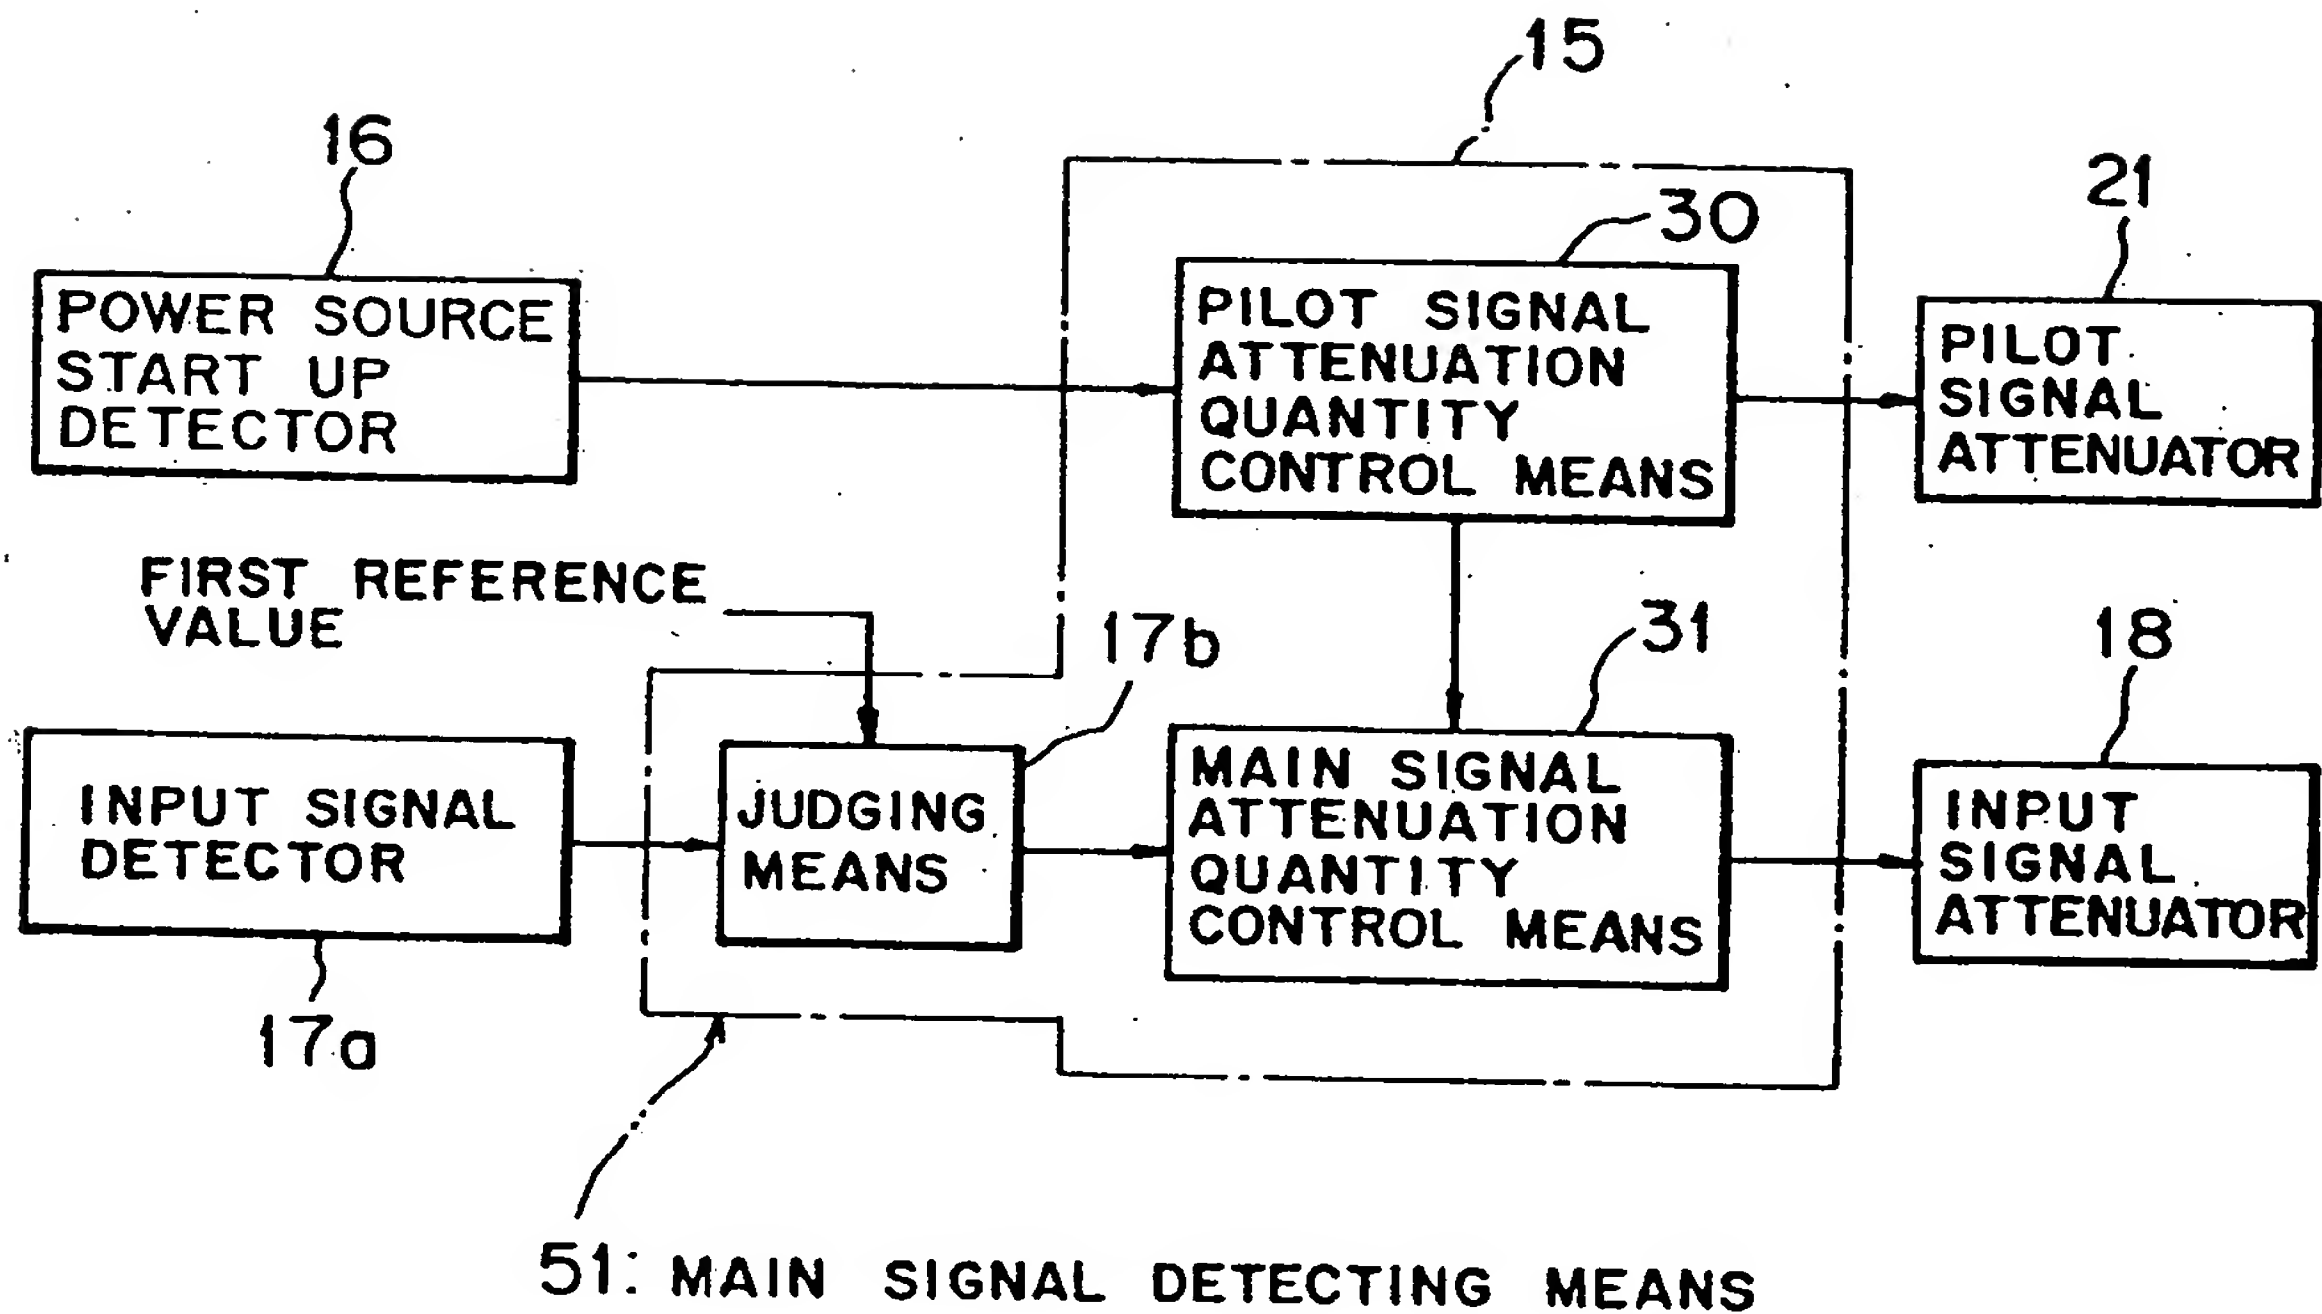 15
16
21
30
POWER SOURCE
START UP
DETECTOR
PILOT SIGNAL
ATTENUATION
QUANTITY
CONTROL MEANS
PILOT
SIGNAL
ATTENUATOR
FIRST REFERENCE
VALUE
17b
31
18
INPUT SIGNAL
DETECTOR
JUDGING
MEANS
MAIN SIGNAL
ATTENUATION
QUANTITY
CONTROL MEANS
INPUT
SIGNAL
ATTENUATOR
17a
51: MAIN SIGNAL DETECTING MEANS